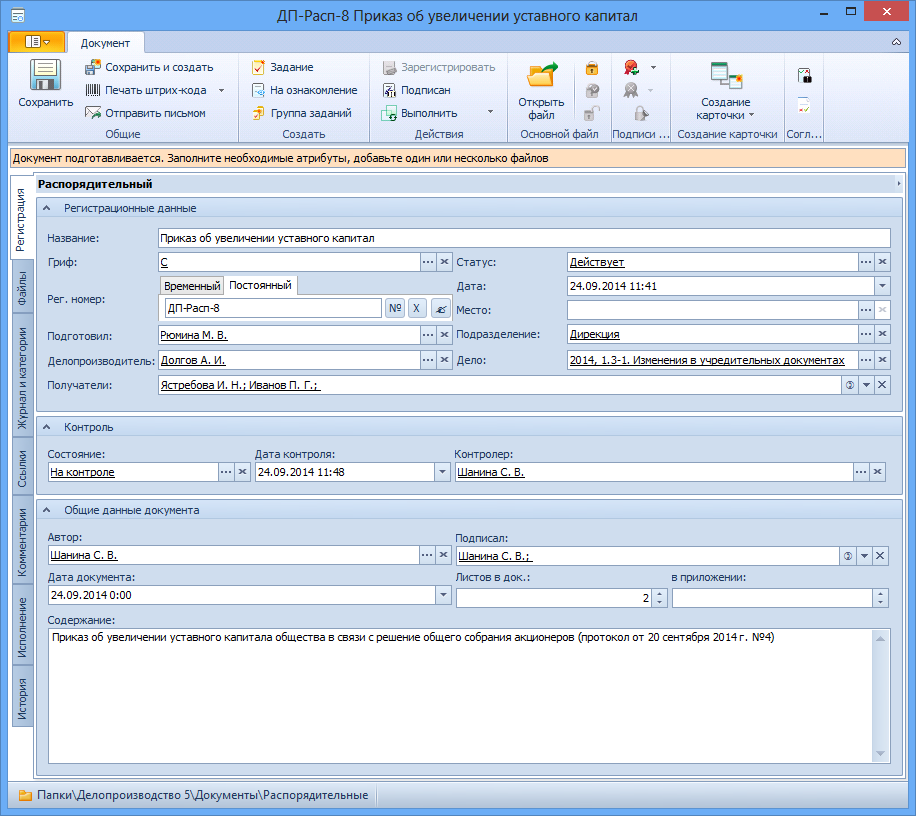 ДП-Расп-8 Приказ об увеличении уставного капитал
Документ
Сохранить
Сохранить и создать
Печать штрих-кода
Отправить письмом
Общие
Задание
На ознакомление
Группа заданий
Создать
Зарегистрировать
Подписан
Выполнить
Действия
Открыть файл
Основной файл
Подписи ...
Создание карточки
Создание карточки
Согл...
Документ подготавливается. Заполните необходимые атрибуты, добавьте один или несколько файлов
Регистрация
Файлы
Журнал и категории
Ссылки
Комментарии
Исполнение
История
Распорядительный
Регистрационные данные
Название: Приказ об увеличении уставного капитал
Гриф: С Статус: Действует
Временный Постоянный Дата: 24.09.2014 11:41
Рег. номер: ДП-Расп-8 № X Место:
Подготовил: Рюмина М. В. Подразделение: Дирекция
Делопроизводитель: Долгов А. И. Дело: 2014, 1.3-1. Изменения в учредительных документах
Получатели: Ястребова И. Н.; Иванов П. Г.;
Контроль
Состояние: Дата контроля: Контролер:
На контроле 24.09.2014 11:48 Шанина С. В.
Общие данные документа
Автор: Подписал:
Шанина С. В. Шанина С. В.;
Дата документа: Листов в док.: в приложении:
24.09.2014 0:00 2
Содержание:
Приказ об увеличении уставного капитала общества в связи с решение общего собрания акционеров (протокол от 20 сентября 2014 г. №4)
Папки\Делопроизводство 5\Документы\Распорядительные